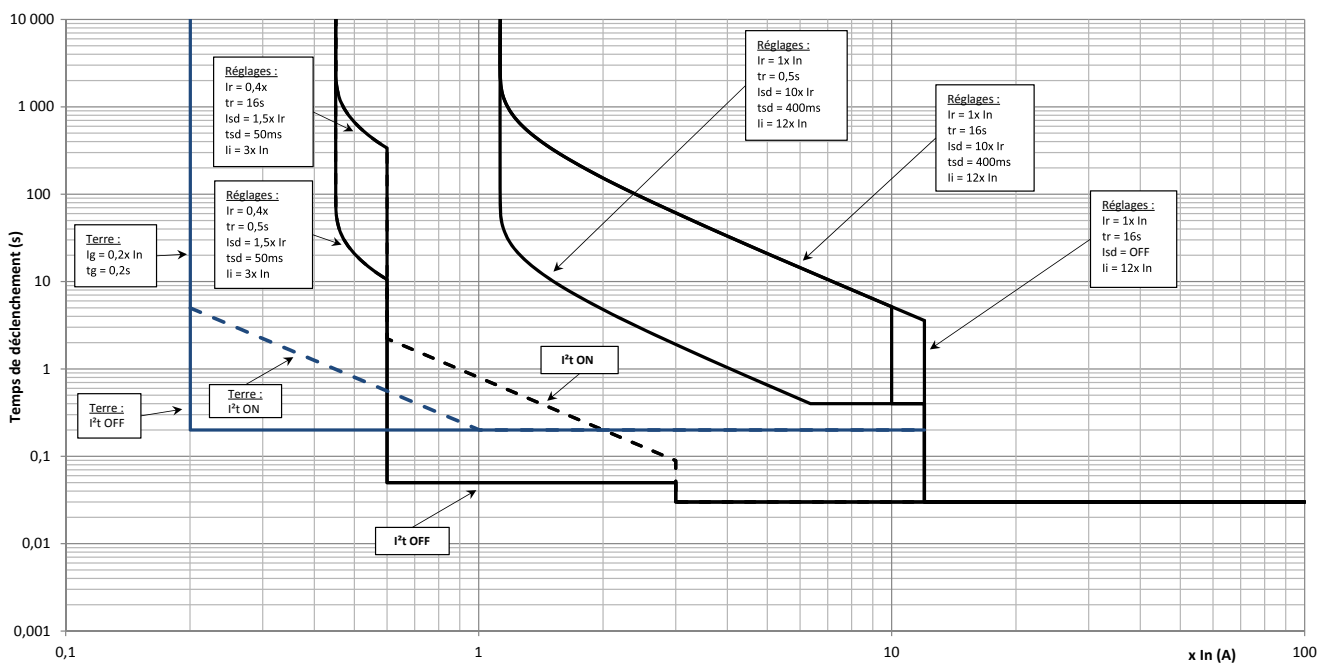 10 000
1 000
100
10
1
0,1
0,01
0,001
Temps de déclenchement (s)
0,1
1
10
100
x In (A)
Réglages :
Ir = 0,4x
tr = 16s
Isd = 1,5x Ir
tsd = 50ms
Ii = 3x In
Réglages :
Ir = 0,4x
tr = 0,5s
Isd = 1,5x Ir
tsd = 50ms
Ii = 3x In
Terre :
Ig = 0,2x In
tg = 0,2s
Terre :
I²t OFF
Terre :
I²t ON
I²t ON
I²t OFF
Réglages :
Ir = 1x In
tr = 0,5s
Isd = 10x Ir
tsd = 400ms
Ii = 12x In
Réglages :
Ir = 1x In
tr = 16s
Isd = 10x Ir
tsd = 400ms
Ii = 12x In
Réglages :
Ir = 1x In
tr = 16s
Isd = OFF
Ii = 12x In